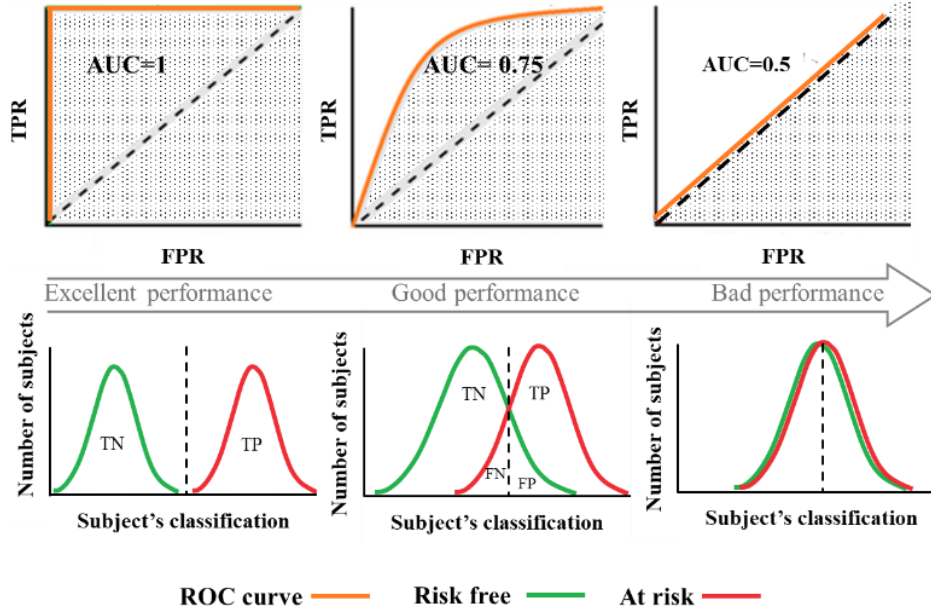 AUC=1
AUC= 0.75
AUC=0.5
TPR
TPR
TPR
FPR
FPR
FPR
Excellent performance
Good performance
Bad performance
Number of subjects
TN
TP
Subject's classification
Number of subjects
TN
TP
FN
FP
Subject's classification
Number of subjects
Subject's classification
ROC curve
Risk free
At risk